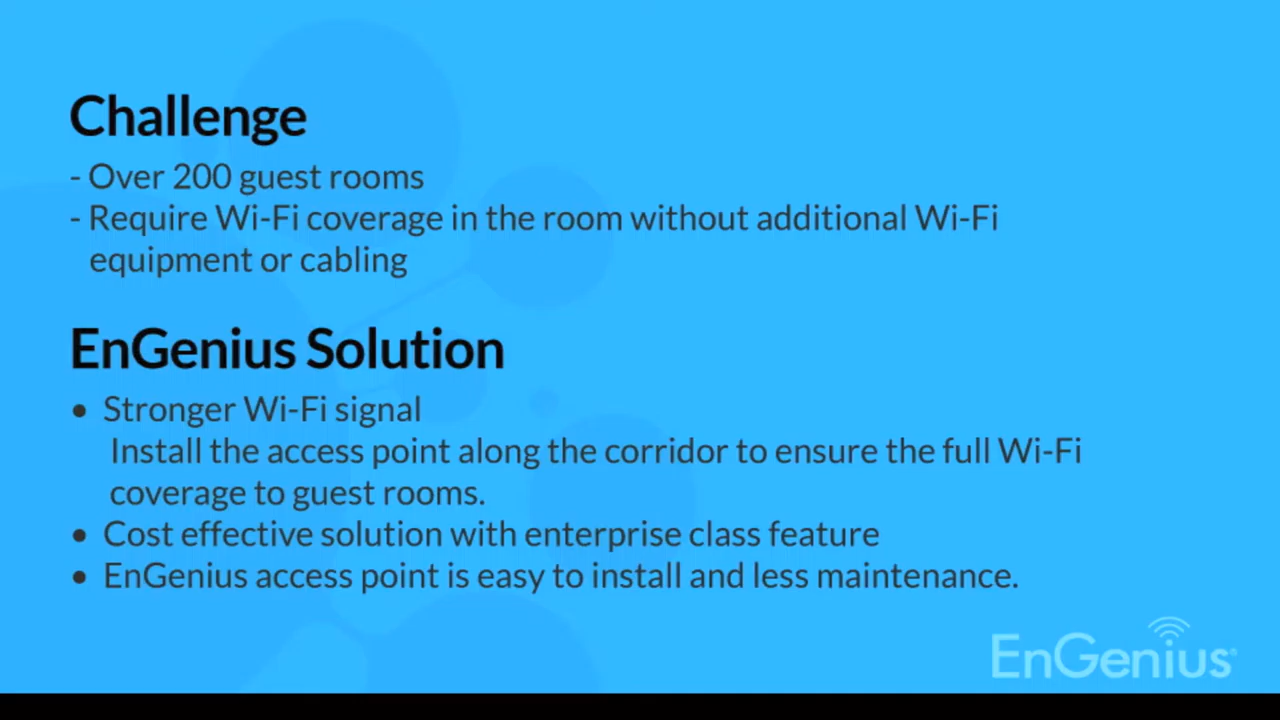 Challenge
- Over 200 guest rooms
- Require Wi-Fi coverage in the room without additional Wi-Fi
equipment or cabling
EnGenius Solution
• Stronger Wi-Fi signal
Install the access point along the corridor to ensure the full Wi-Fi
coverage to guest rooms.
• Cost effective solution with enterprise class feature
• EnGenius access point is easy to install and less maintenance.
EnGenius®